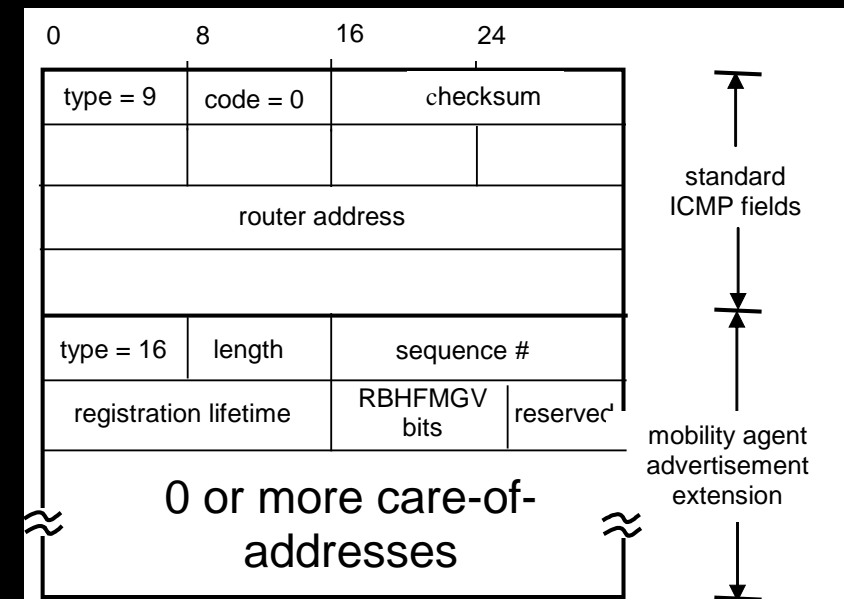 0 8 16 24
type = 9 code = 0 checksum
standard
ICMP fields
router address
type = 16 length sequence #
registration lifetime RBHFMGV
bits reserved
mobility agent
advertisement
extension
0 or more care-of-
addresses